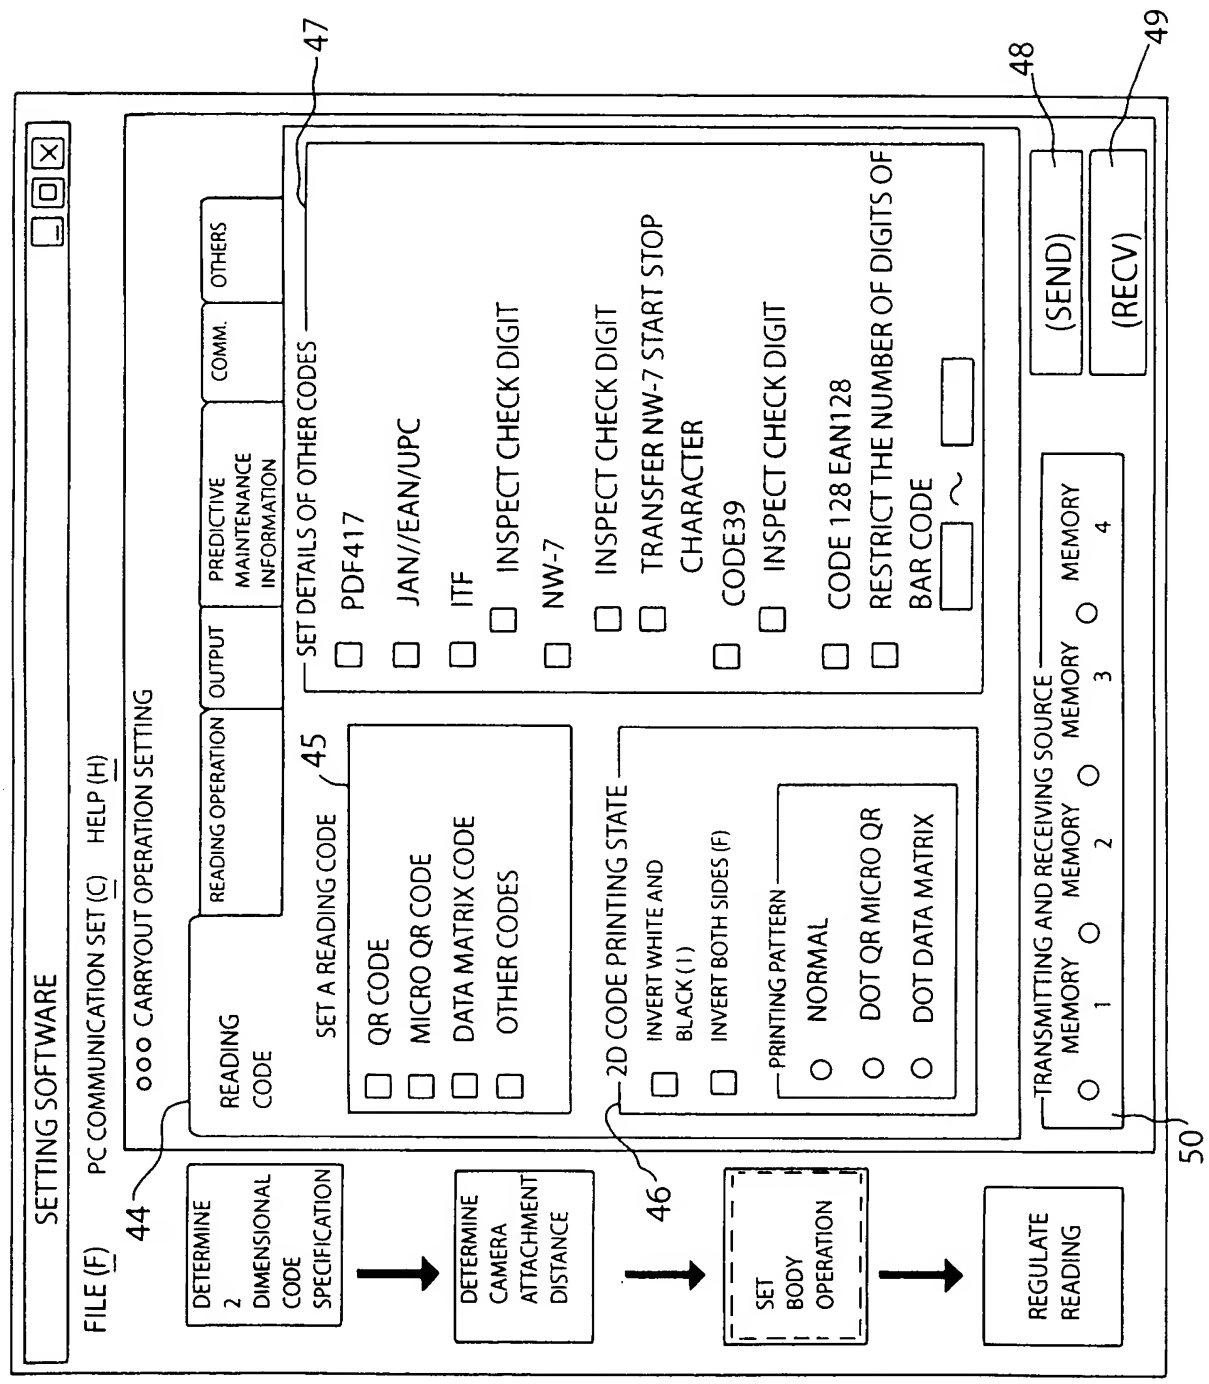 SETTING SOFTWARE
FILE (F)
PC COMMUNICATION SET (C)
HELP (H)
DETERMINE
2 DIMENSIONAL
CODE
SPECIFICATION
DETERMINE
CAMERA
ATTACHMENT
DISTANCE
SET
BODY
OPERATION
REGULATE
READING
ooo CARRYOUT OPERATION SETTING
44
READING
CODE
READING OPERATION
OUTPUT
PREDICTIVE
MAINTENANCE
INFORMATION
COMM.
OTHERS
SET A READING CODE
45
QR CODE
MICRO QR CODE
DATA MATRIX CODE
OTHER CODES
46
2D CODE PRINTING STATE
INVERT WHITE AND
BLACK ( I )
INVERT BOTH SIDES (F)
PRINTING PATTERN
NORMAL
DOT QR MICRO QR
DOT DATA MATRIX
47
SET DETAILS OF OTHER CODES
PDF417
JAN//EAN/UPC
ITF
INSPECT CHECK DIGIT
NW-7
INSPECT CHECK DIGIT
TRANSFER NW-7 START STOP
CHARACTER
CODE39
INSPECT CHECK DIGIT
CODE 128 EAN128
RESTRICT THE NUMBER OF DIGITS OF
BAR CODE
~
50
TRANSMITTING AND RECEIVING SOURCE
MEMORY
1
MEMORY
2
MEMORY
3
MEMORY
4
(SEND)
48
(RECV)
49